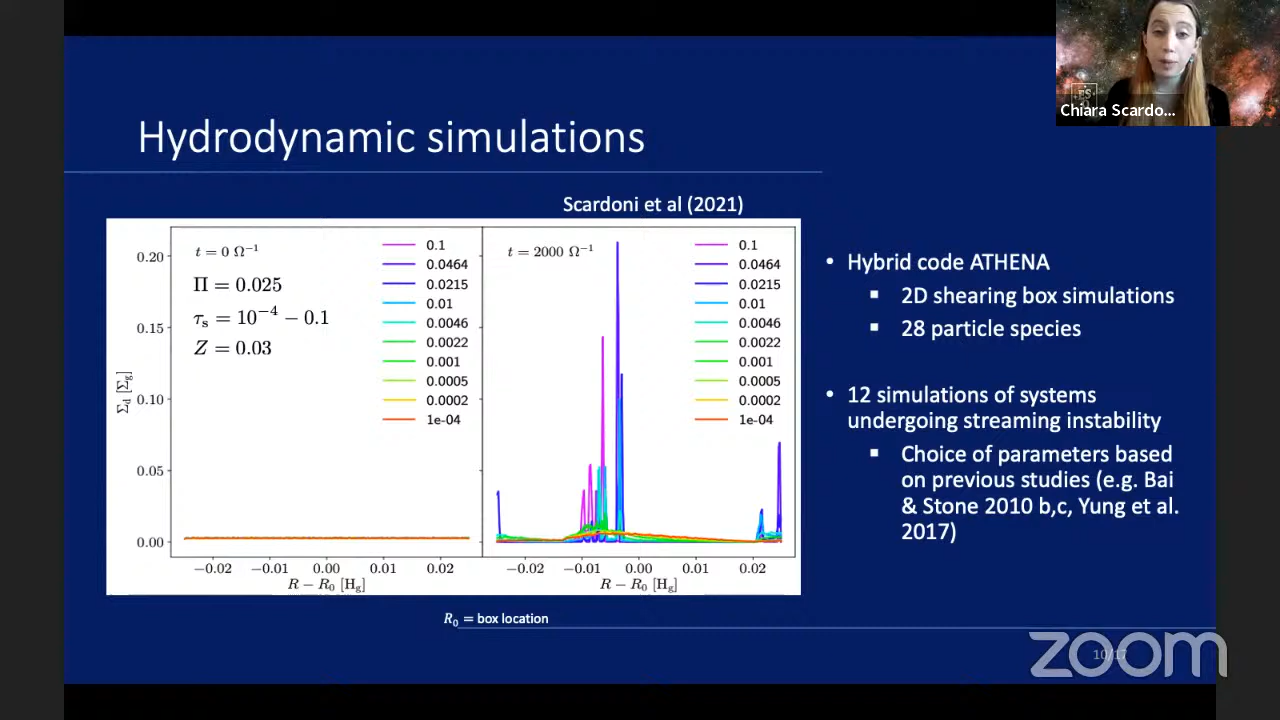 Chiara Scardo...
Hydrodynamic simulations
Scardoni et al (2021)
0.20
0.15
0.10
0.05
0.00
Σd [Σg]
t = 0 Ω⁻¹
Π = 0.025
τs = 10⁻⁴ − 0.1
Z = 0.03
0.1
0.0464
0.0215
0.01
0.0046
0.0022
0.001
0.0005
0.0002
1e-04
−0.02 −0.01 0.00 0.01 0.02
R − R₀ [Hg]
t = 2000 Ω⁻¹
0.1
0.0464
0.0215
0.01
0.0046
0.0022
0.001
0.0005
0.0002
1e-04
−0.02 −0.01 0.00 0.01 0.02
R − R₀ [Hg]
R₀ = box location
• Hybrid code ATHENA
▪ 2D shearing box simulations
▪ 28 particle species
• 12 simulations of systems
undergoing streaming instability
▪ Choice of parameters based
on previous studies (e.g. Bai
& Stone 2010 b,c, Yung et al.
2017)
10/17
zoom